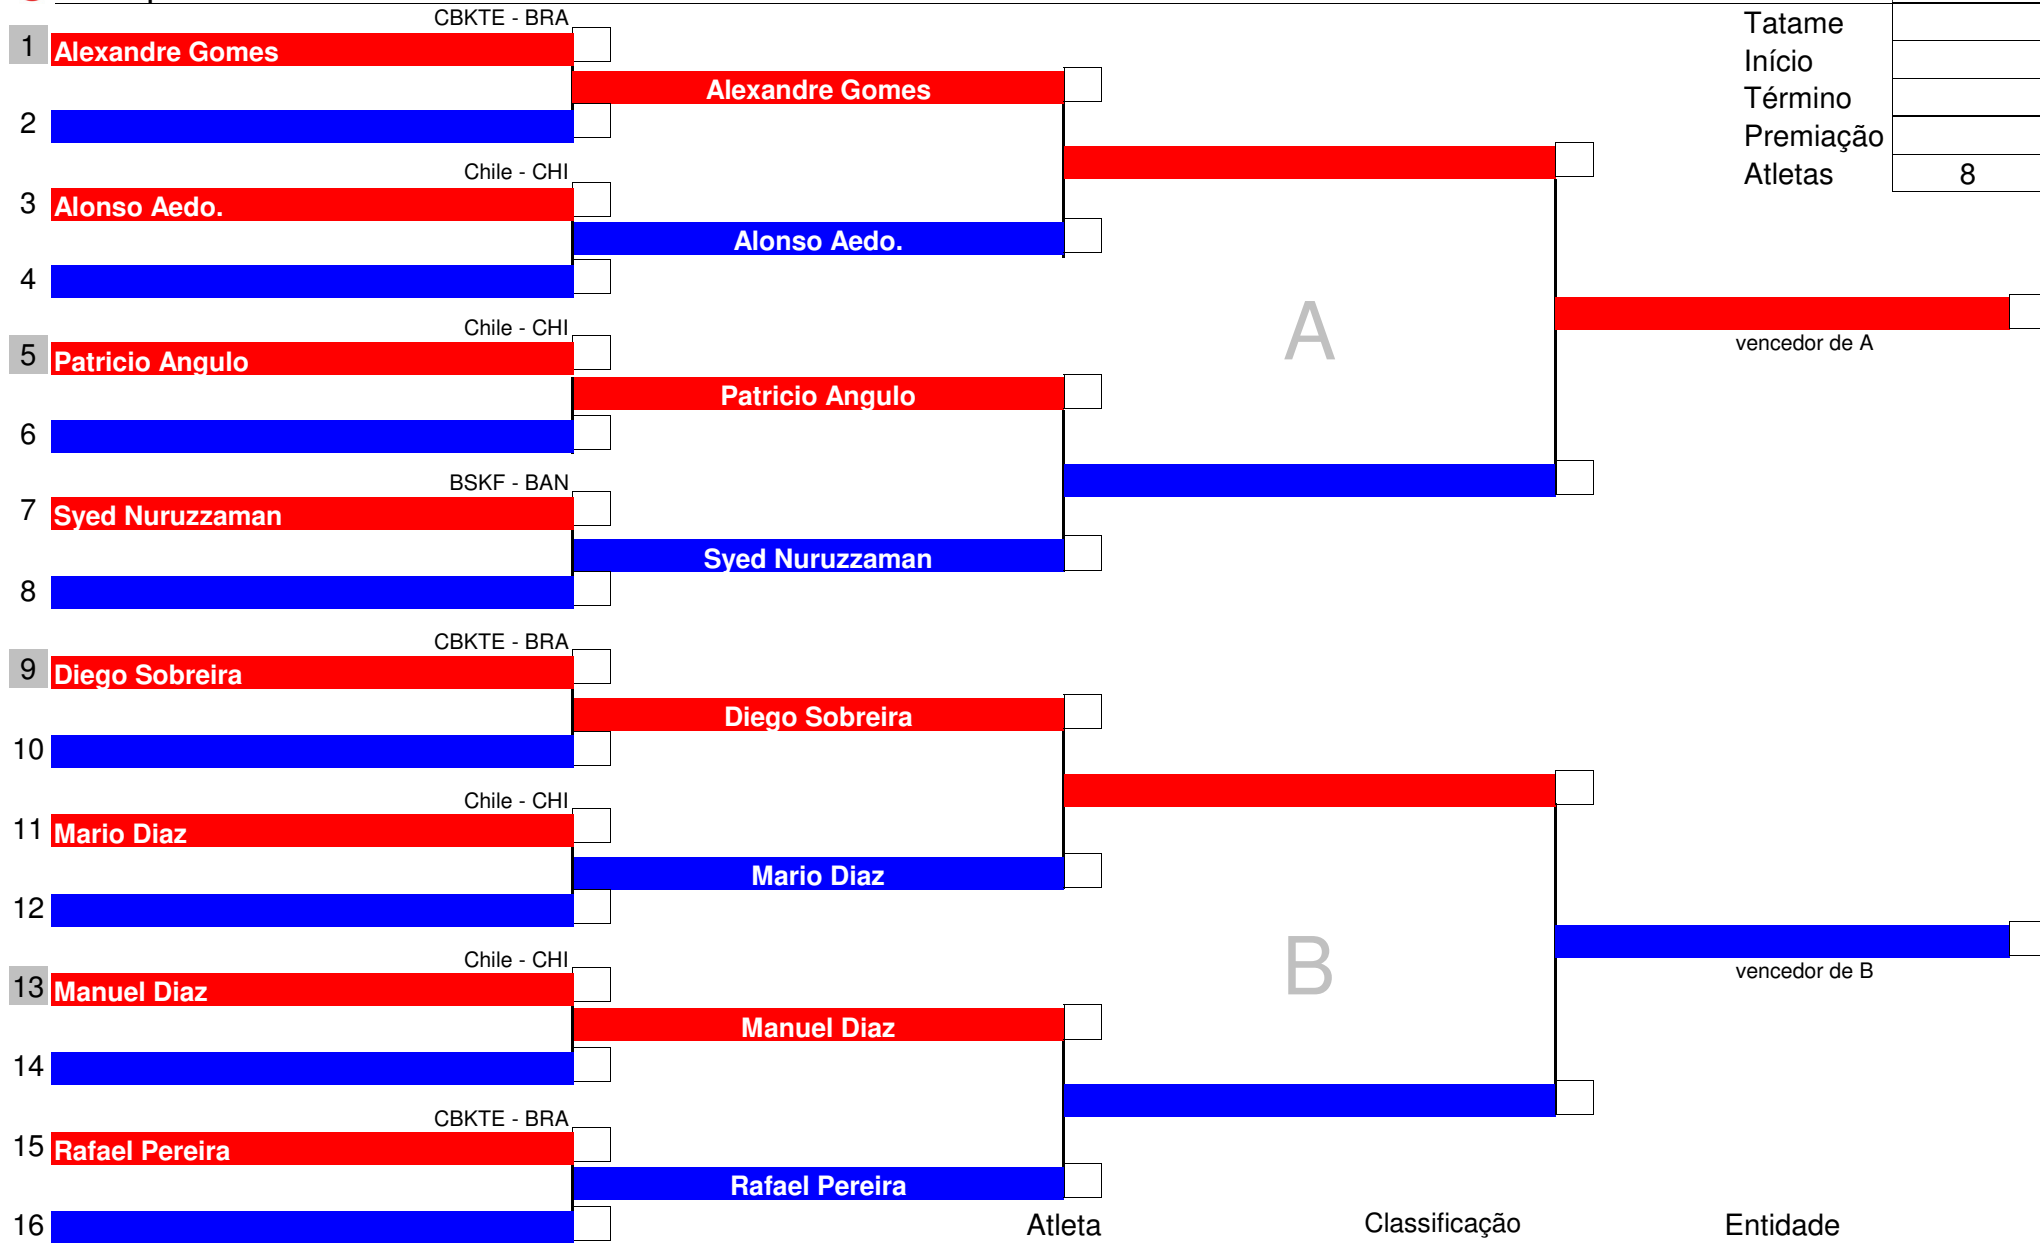 CBKTE - BRA
Tatame
1 Alexandre Gomes
Início
Alexandre Gomes
Término
2
Premiação
Chile - CHI
Atletas 8
3 Alonso Aedo.
Alonso Aedo.
4
Chile - CHI
A
vencedor de A
5 Patricio Angulo
Patricio Angulo
6
BSKF - BAN
7 Syed Nuruzzaman
Syed Nuruzzaman
8
CBKTE - BRA
9 Diego Sobreira
Diego Sobreira
10
Chile - CHI
11 Mario Diaz
Mario Diaz
12
Chile - CHI
B
vencedor de B
13 Manuel Diaz
Manuel Diaz
14
CBKTE - BRA
15 Rafael Pereira
Rafael Pereira
16
Atleta Classificação Entidade